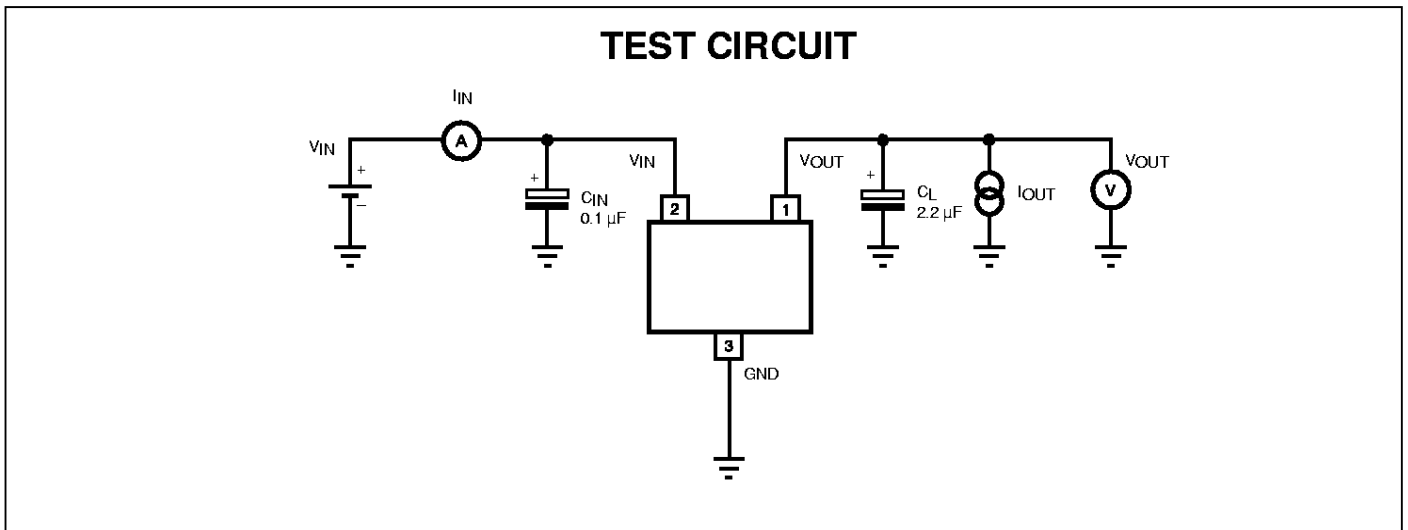 TEST CIRCUIT
IIN
VIN
A
VIN
VOUT
VOUT
+
−
+
CIN
0.1 µF
2
1
+
CL
2.2 µF
IOUT
V
3
GND